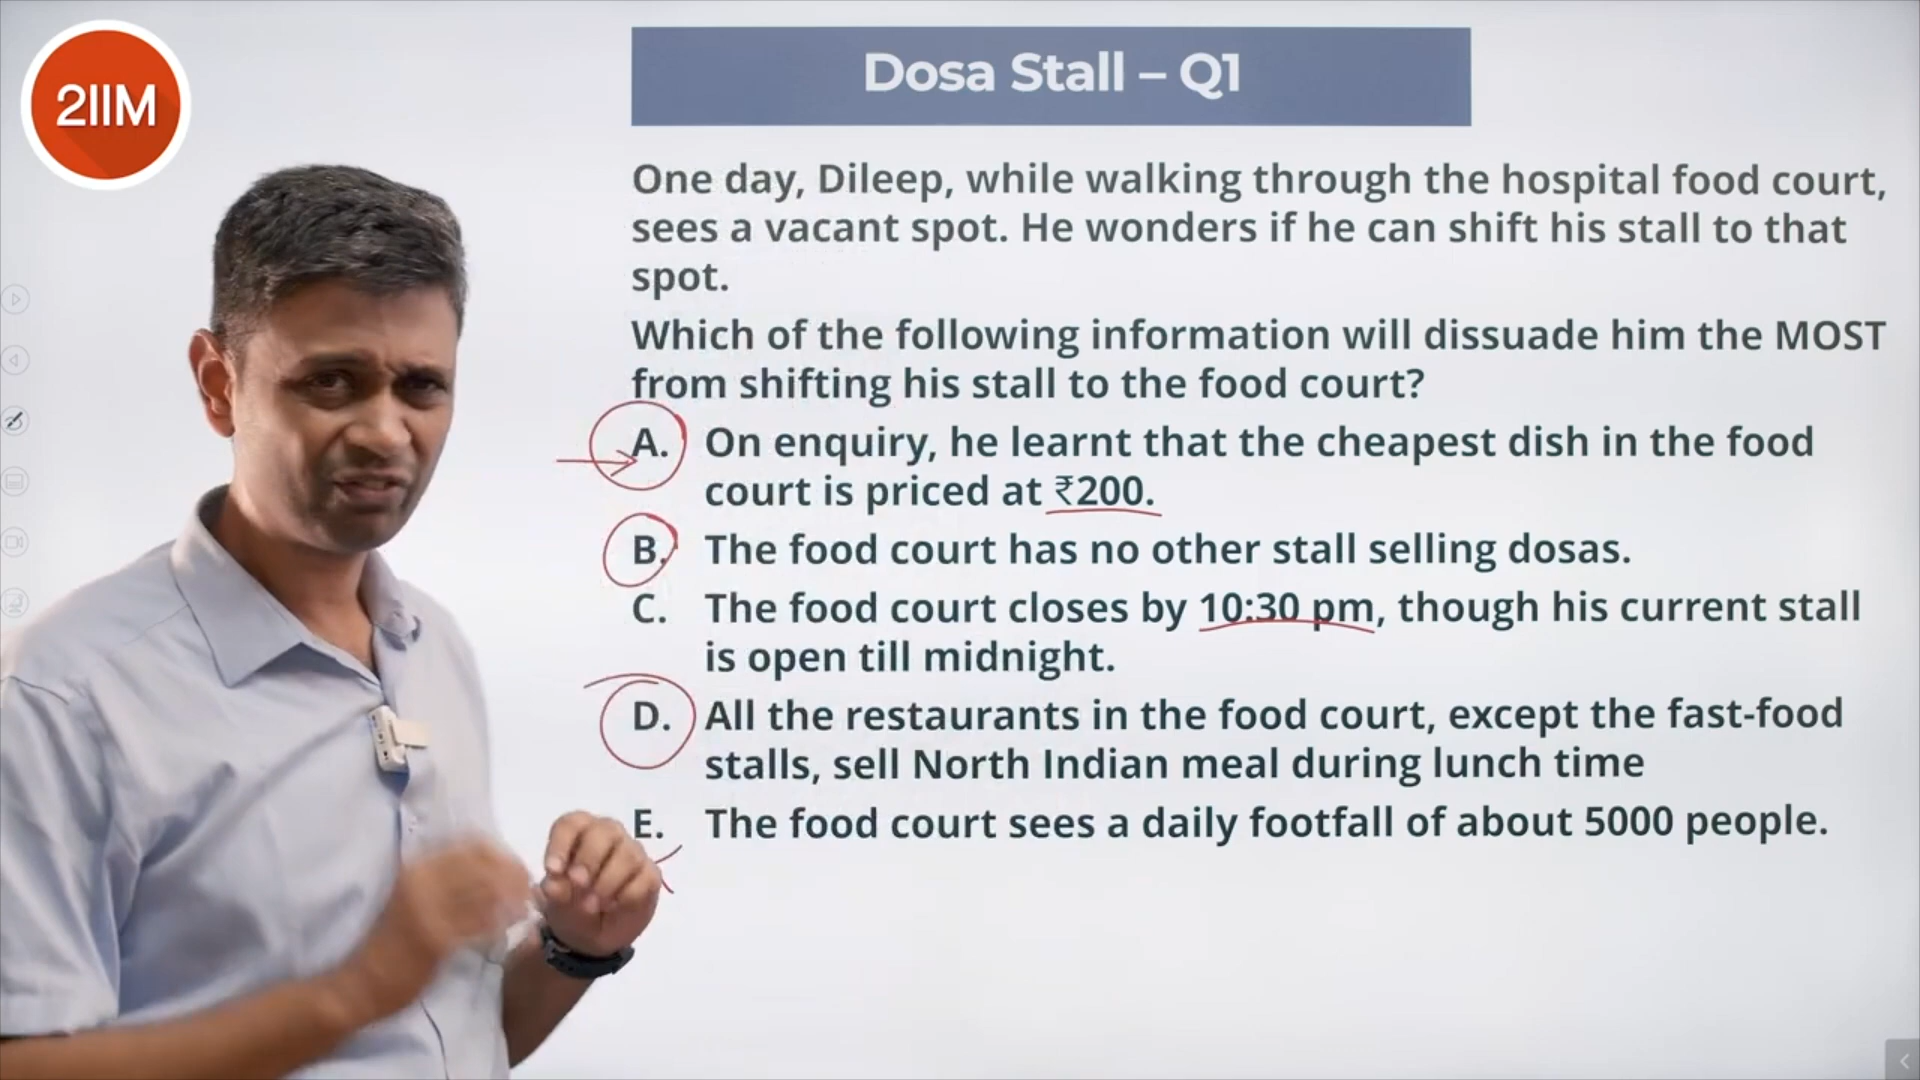 2IIM
Dosa Stall – Q1
One day, Dileep, while walking through the hospital food court,
sees a vacant spot. He wonders if he can shift his stall to that
spot.
Which of the following information will dissuade him the MOST
from shifting his stall to the food court?
A. On enquiry, he learnt that the cheapest dish in the food
court is priced at ₹200.
B. The food court has no other stall selling dosas.
C. The food court closes by 10:30 pm, though his current stall
is open till midnight.
D. All the restaurants in the food court, except the fast-food
stalls, sell North Indian meal during lunch time
E. The food court sees a daily footfall of about 5000 people.